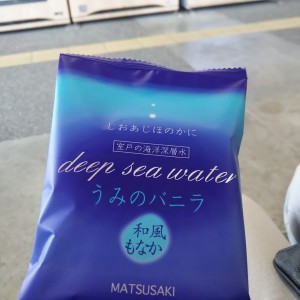 しおあじほのかに
室戸の海洋深層水
deep sea water
うみのバニラ
和風
もなか
MATSUSAKI